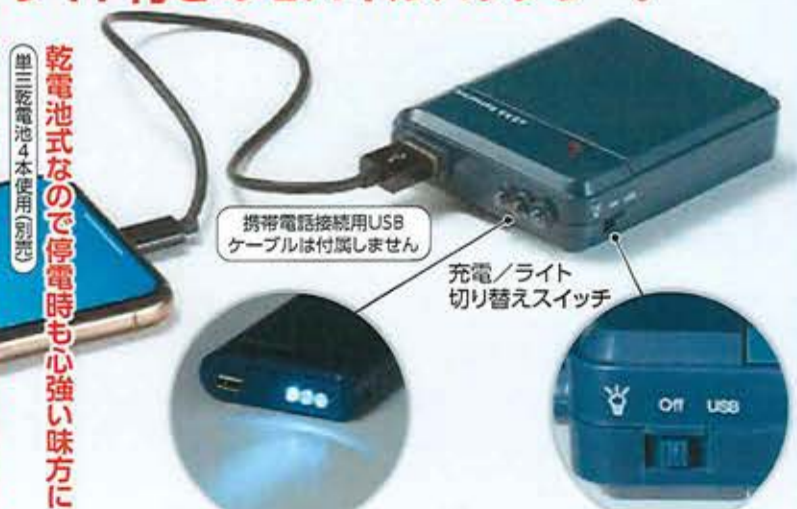 乾電池式なので停電時も心強い味方に
単三乾電池4本使用(別売)
携帯電話接続用USB
ケーブルは付属しません
充電/ライト
切り替えスイッチ
Off USB